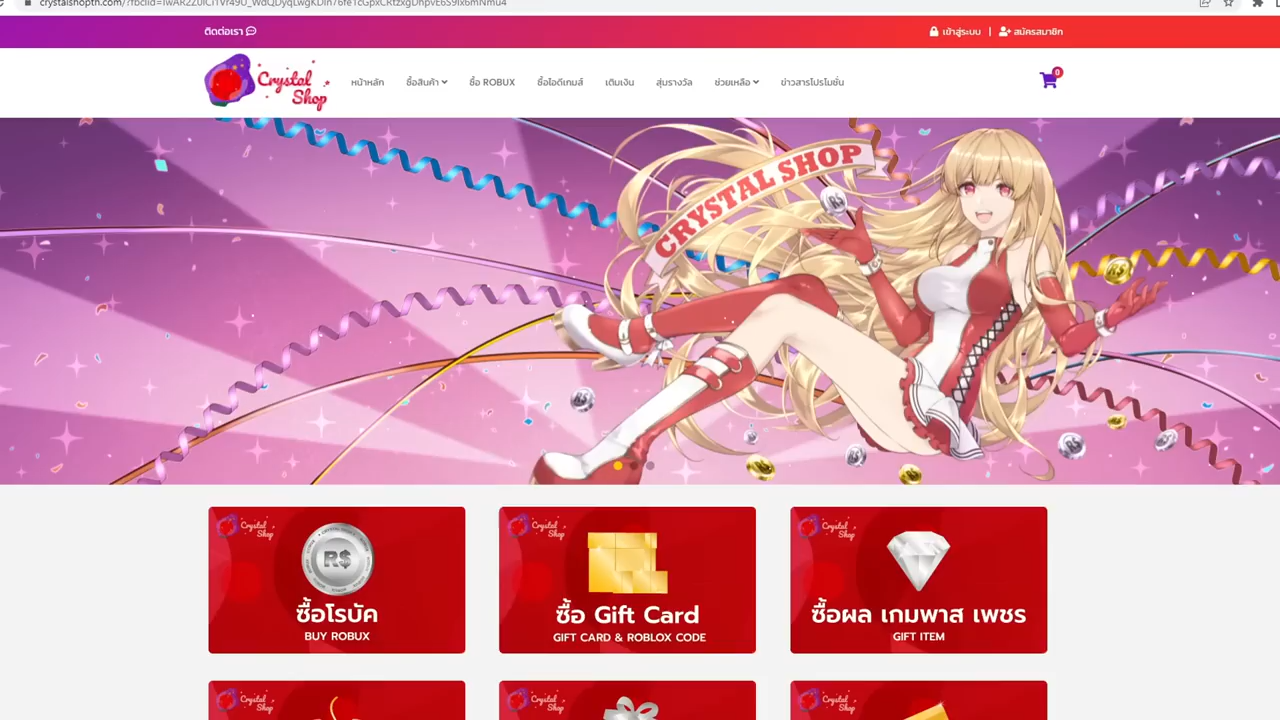 ติดต่อเรา
เข้าสู่ระบบ | สมัครสมาชิก
Crystal Shop
หน้าหลัก ซื้อสินค้า ซื้อ ROBUX ซื้อไอดีเกมส์ เติมเงิน สุ่มรางวัล ช่วยเหลือ ข่าวสารโปรโมชั่น
0
CRYSTAL SHOP
Crystal Shop
R$
ซื้อโรบัค
BUY ROBUX
Crystal Shop
ซื้อ Gift Card
GIFT CARD & ROBLOX CODE
Crystal Shop
ซื้อผล เกมพาส เพชร
GIFT ITEM
Crystal Shop
Crystal Shop
Crystal Shop